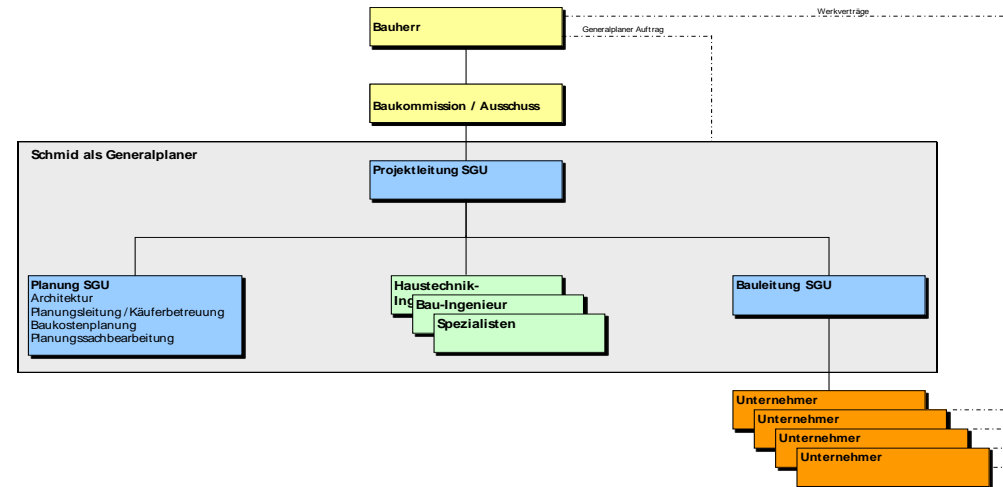 Werkverträge
Bauherr
Generalplaner Auftrag
Baukommission / Ausschuss
Schmid als Generalplaner
Projektleitung SGU
Planung SGU
Architektur
Planungsleitung / Käuferbetreuung
Baukostenplanung
Planungssachbearbeitung
Haustechnik-
Ing
Bau-Ingenieur
Spezialisten
Bauleitung SGU
Unternehmer
Unternehmer
Unternehmer
Unternehmer